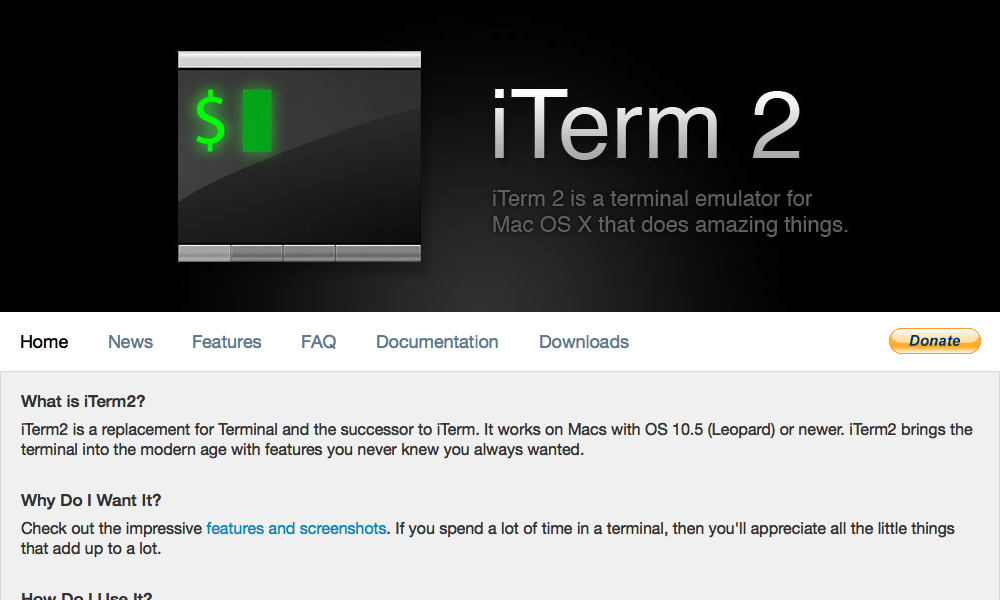 $
iTerm 2
iTerm 2 is a terminal emulator for
Mac OS X that does amazing things.
Home News Features FAQ Documentation Downloads Donate
What is iTerm2?
iTerm2 is a replacement for Terminal and the successor to iTerm. It works on Macs with OS 10.5 (Leopard) or newer. iTerm2 brings the
terminal into the modern age with features you never knew you always wanted.
Why Do I Want It?
Check out the impressive features and screenshots. If you spend a lot of time in a terminal, then you'll appreciate all the little things
that add up to a lot.
How Do I Use It?